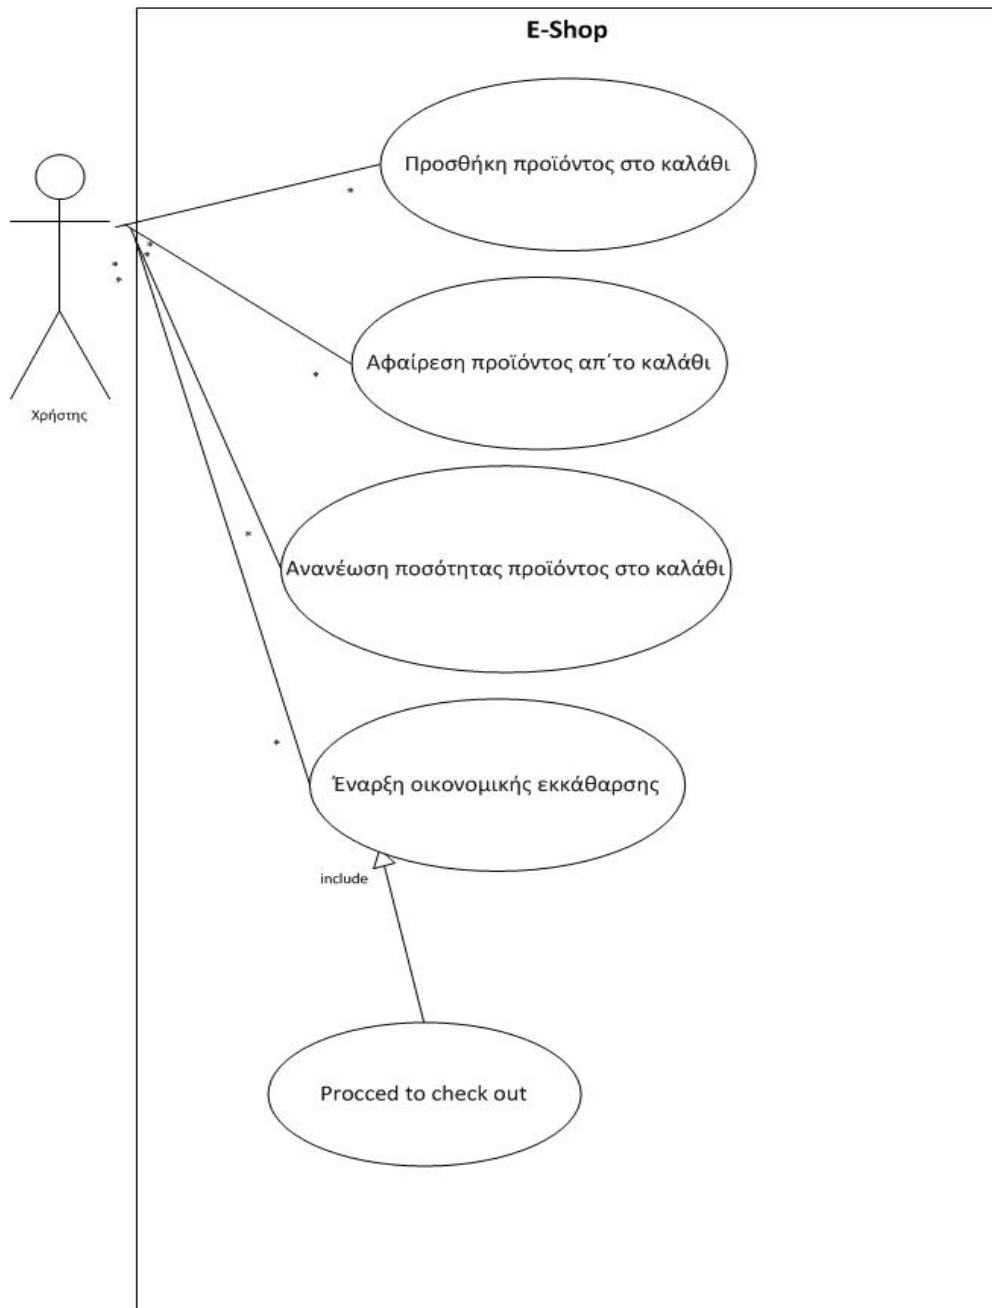 E-Shop
Προσθήκη προϊόντος στο καλάθι
*
*
*
*
*
Αφαίρεση προϊόντος απ΄το καλάθι
*
Χρήστης
*
Ανανέωση ποσότητας προϊόντος στο καλάθι
*
Έναρξη οικονομικής εκκάθαρσης
include
Procced to check out